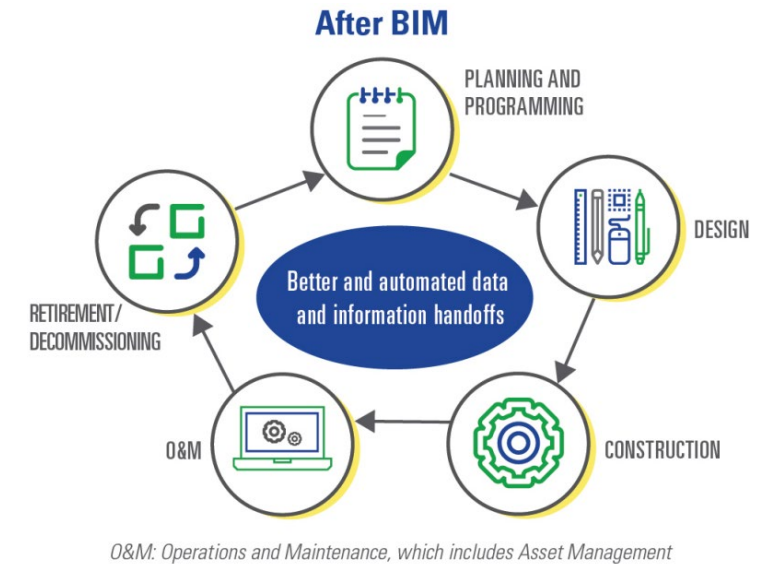 After BIM
PLANNING AND
PROGRAMMING
DESIGN
Better and automated data
and information handoffs
RETIREMENT/
DECOMMISSIONING
O&M
CONSTRUCTION
O&M: Operations and Maintenance, which includes Asset Management